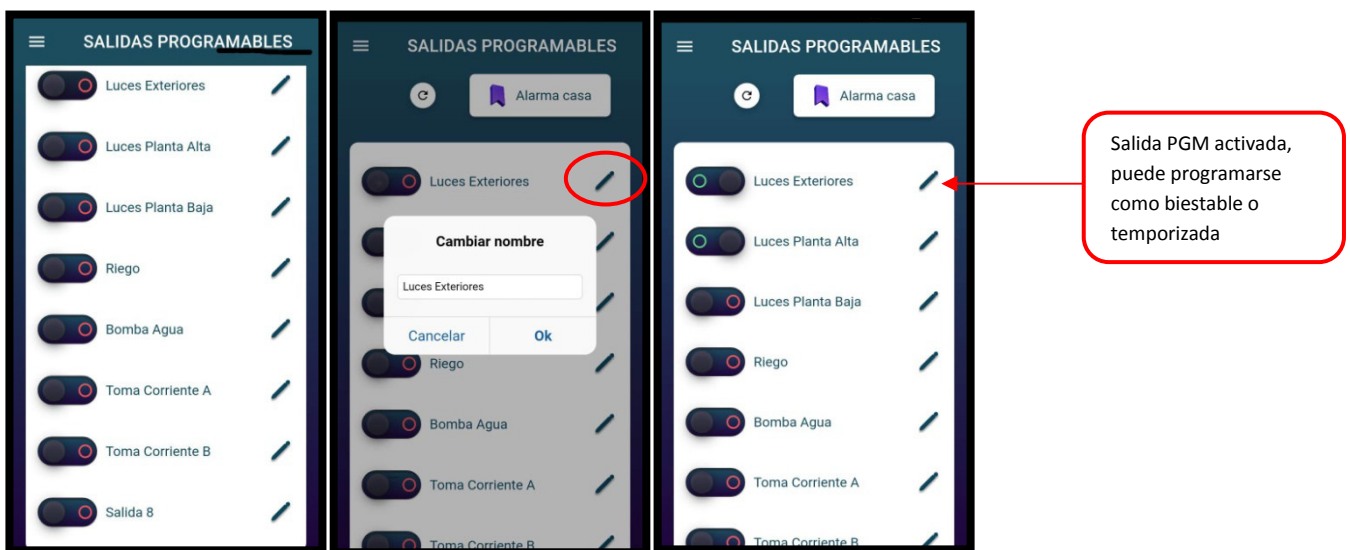 SALIDAS PROGRAMABLES
Luces Exteriores
Luces Planta Alta
Luces Planta Baja
Riego
Bomba Agua
Toma Corriente A
Toma Corriente B
Salida 8
SALIDAS PROGRAMABLES
Alarma casa
Luces Exteriores
Cambiar nombre
Luces Exteriores
Cancelar Ok
Riego
Bomba Agua
Toma Corriente A
Toma Corriente B
SALIDAS PROGRAMABLES
Alarma casa
Luces Exteriores
Luces Planta Alta
Luces Planta Baja
Riego
Bomba Agua
Toma Corriente A
Toma Corriente B
Salida PGM activada,
puede programarse
como biestable o
temporizada